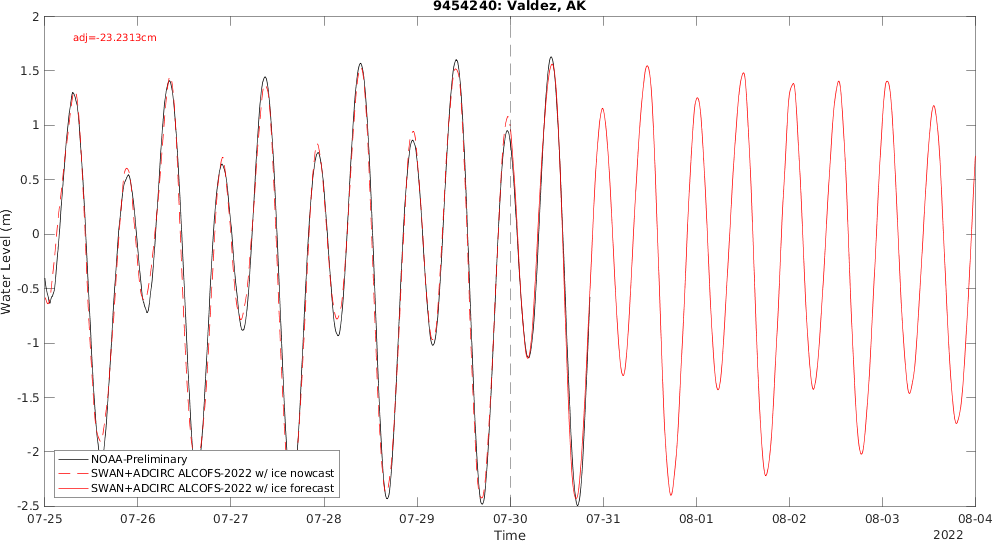 9454240: Valdez, AK
adj=-23.2313cm
2
1.5
1
0.5
0
-0.5
-1
-1.5
-2
-2.5
Water Level (m)
NOAA-Preliminary
SWAN+ADCIRC ALCOFS-2022 w/ ice nowcast
SWAN+ADCIRC ALCOFS-2022 w/ ice forecast
07-25 07-26 07-27 07-28 07-29 07-30 07-31 08-01 08-02 08-03 08-04
Time
2022